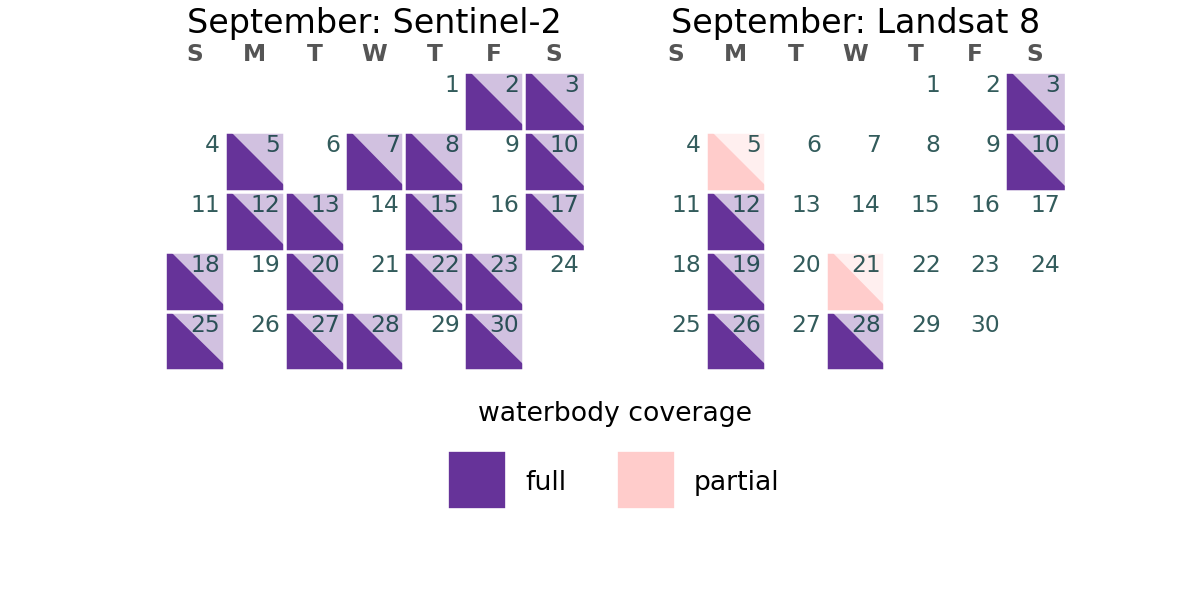 September: Sentinel-2
S M T W T F S
1 2 3
4 5 6 7 8 9 10
11 12 13 14 15 16 17
18 19 20 21 22 23 24
25 26 27 28 29 30
September: Landsat 8
S M T W T F S
1 2 3
4 5 6 7 8 9 10
11 12 13 14 15 16 17
18 19 20 21 22 23 24
25 26 27 28 29 30
waterbody coverage
full
partial